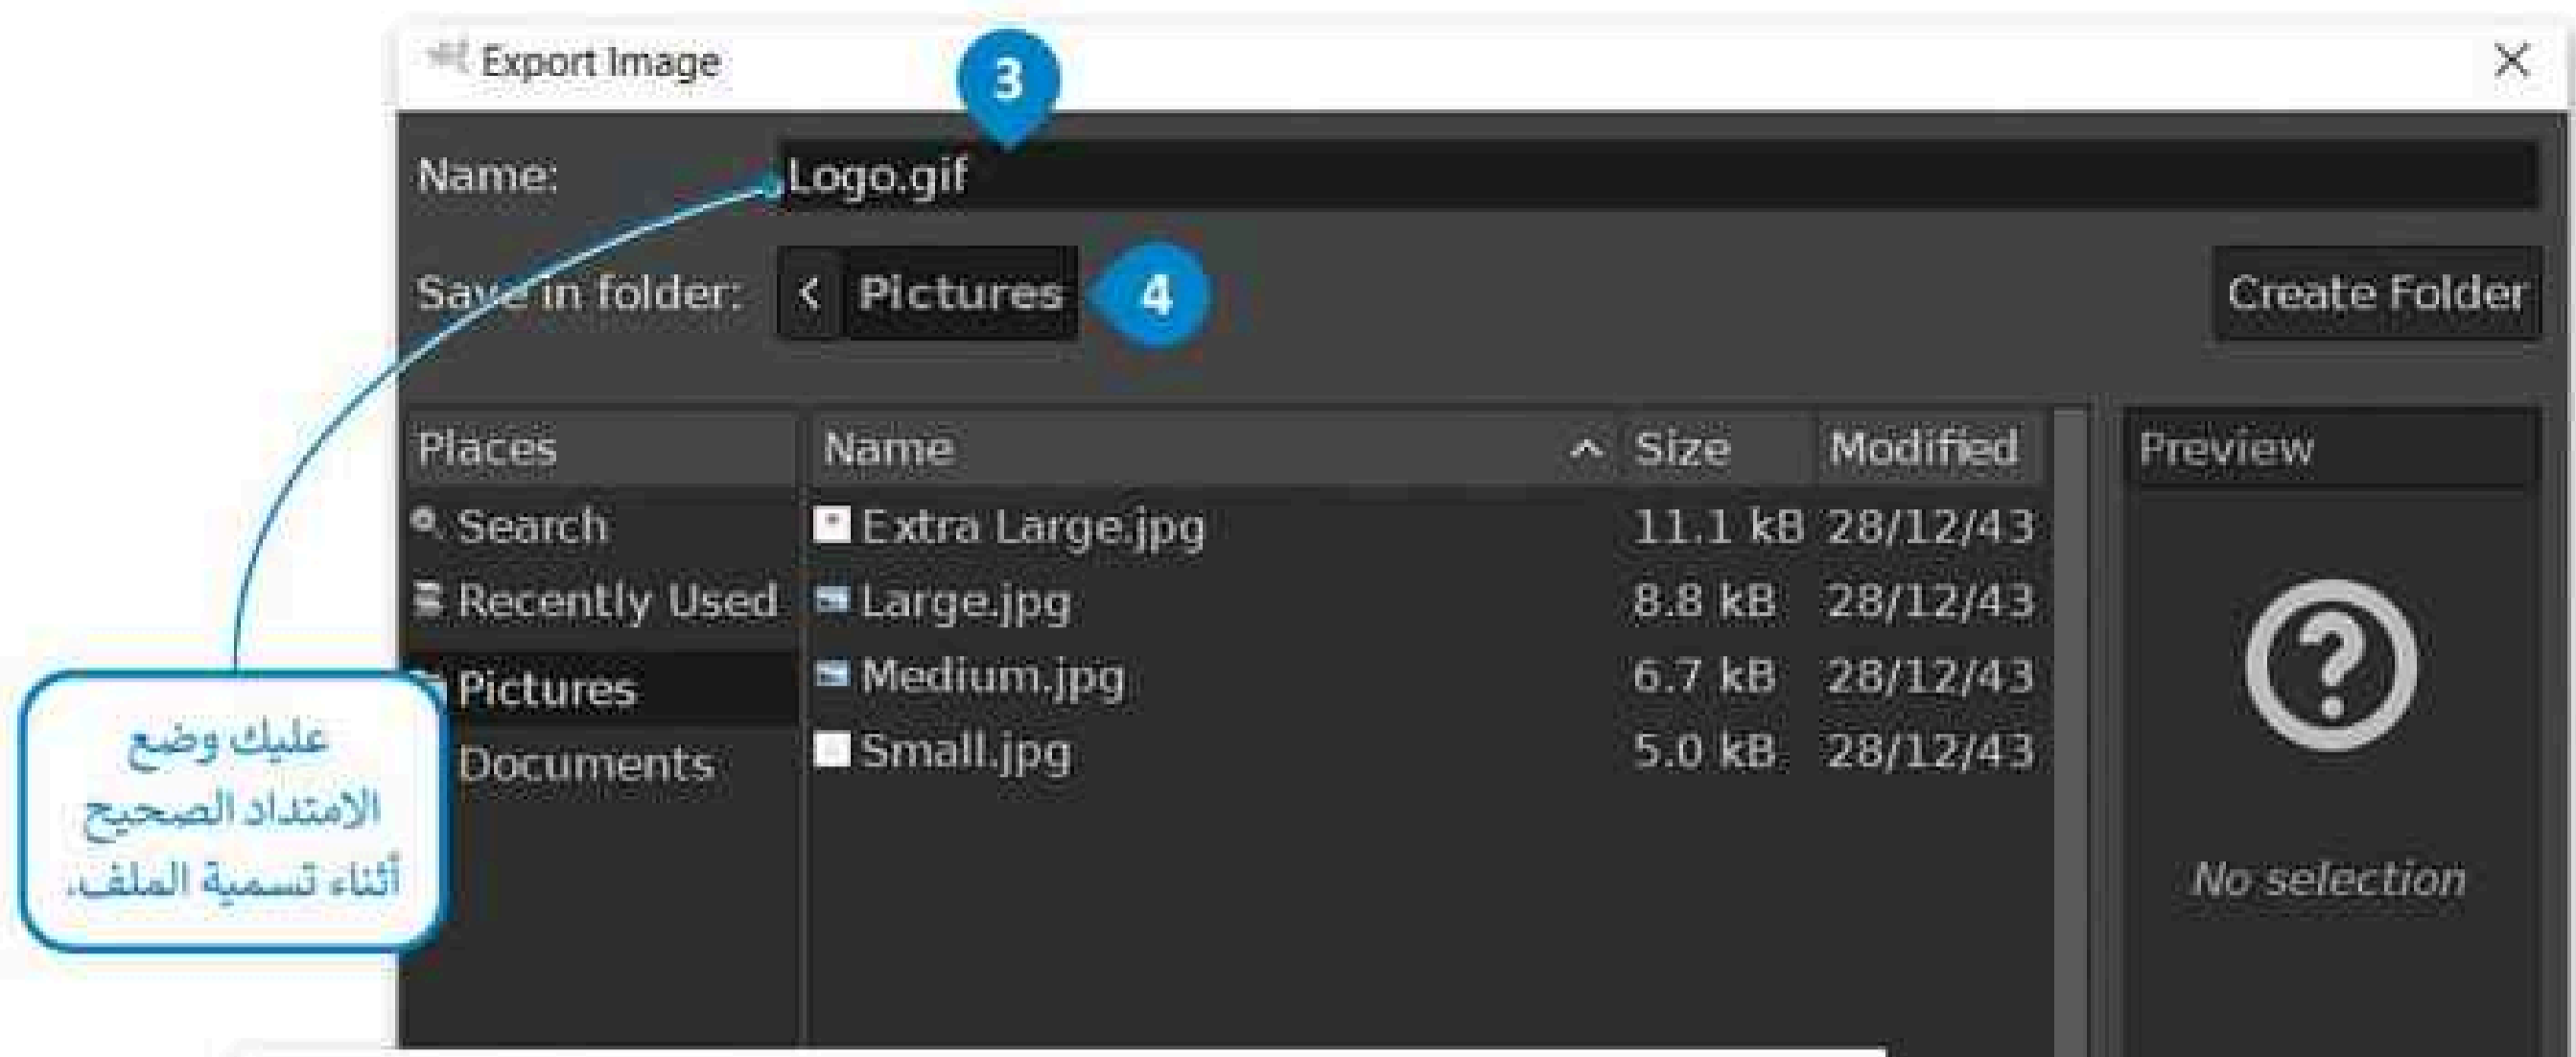 Export Image
3
Name: Logo.gif
Save in folder: < Pictures 4 Create Folder
Places Name Size Modified Preview
Search Extra Large.jpg 11.1 kB 28/12/43
Recently Used Large.jpg 8.8 kB 28/12/43
Pictures Medium.jpg 6.7 kB 28/12/43
Documents Small.jpg 5.0 kB 28/12/43
?
No selection
عليك وضع
الامتداد الصحيح
أثناء تسمية الملف.